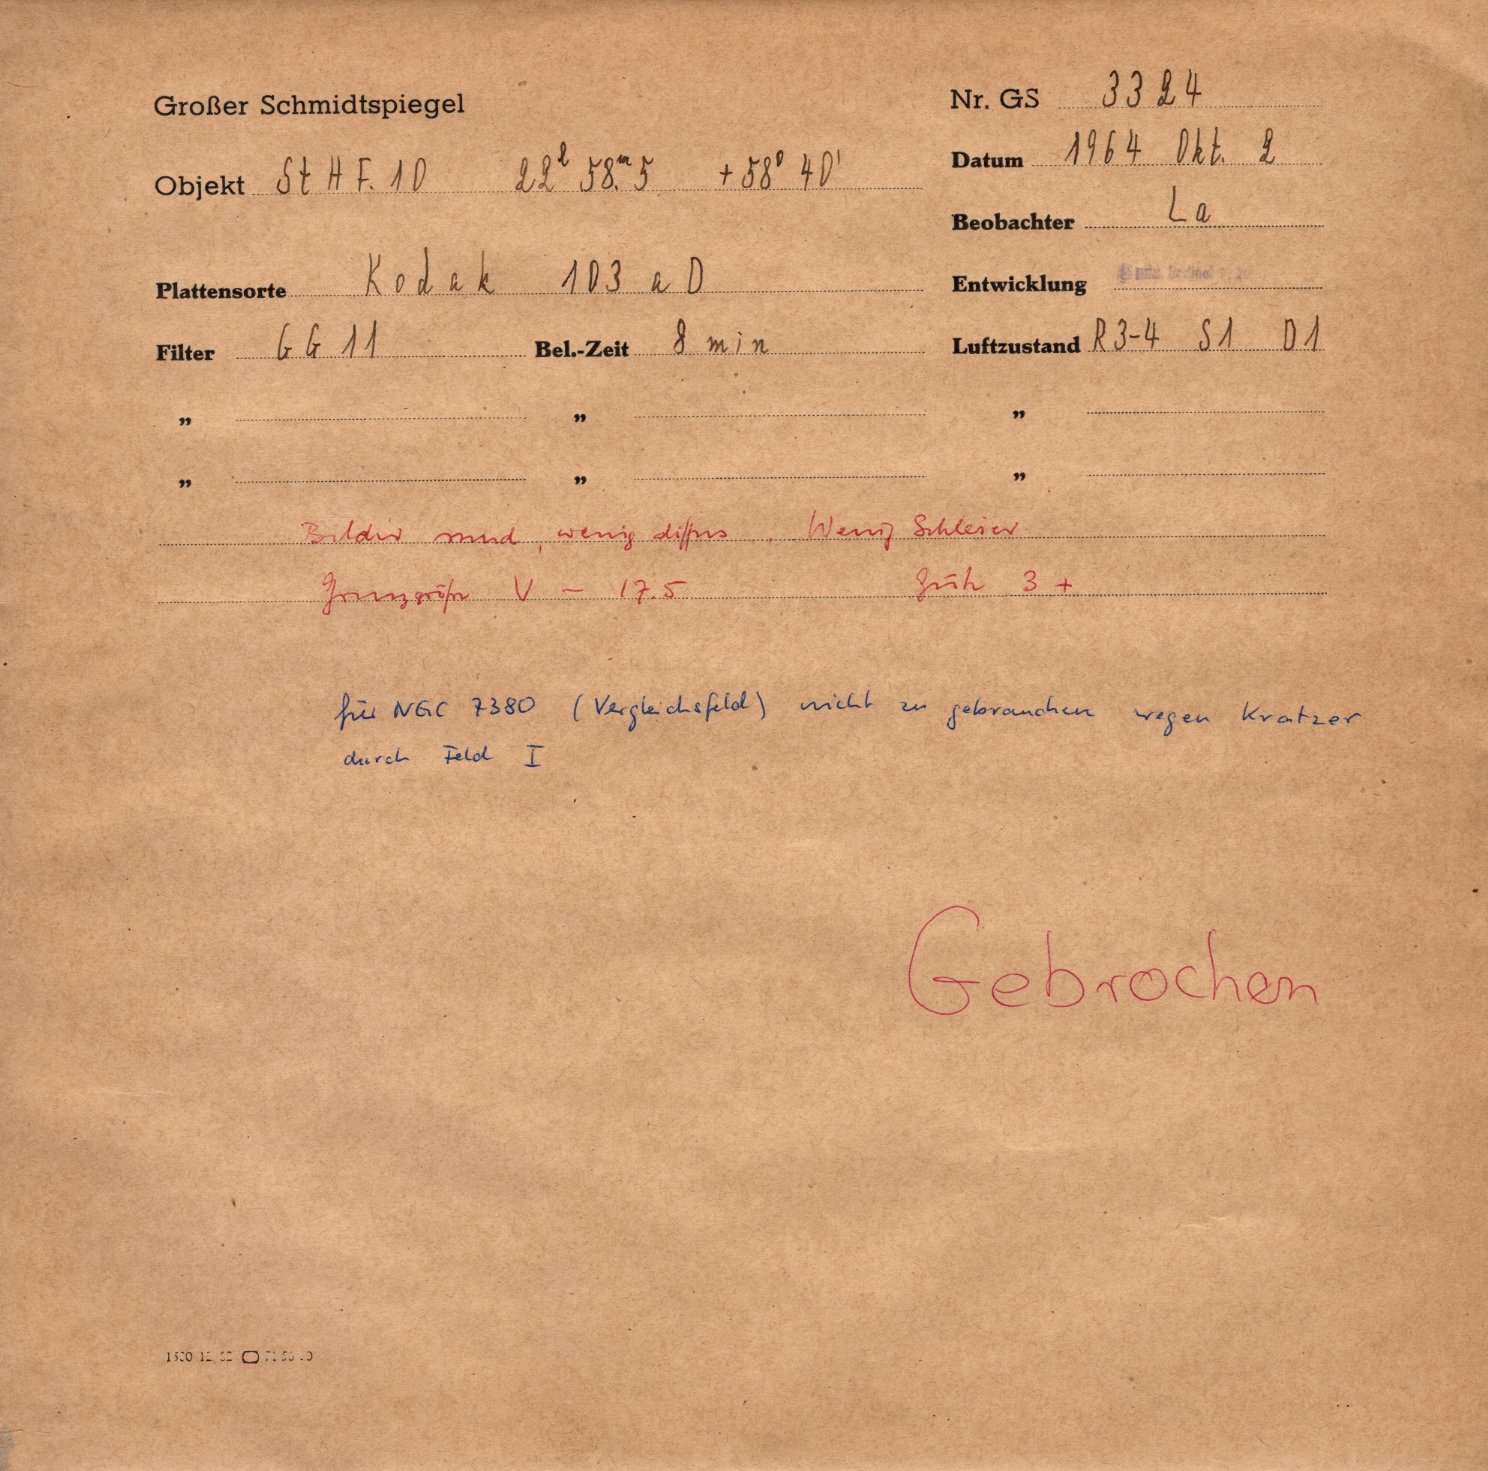 Großer Schmidtspiegel
Nr. GS 3324
Datum 1964 Okt. 2
Objekt St H F. 10 22ʰ 58.ᵐ5 +58° 40'
Beobachter La
Plattensorte Kodak 103 a D
Entwicklung
Filter GG 11 Bel.-Zeit 8 min Luftzustand R3-4 S1 D1
„ „ „
„ „ „
Bilder rund, wenig diffus. Wenig Schleier
Grenzgröße V – 17.5 Güte 3 +
für NGC 7380 (Vergleichsfeld) nicht zu gebrauchen wegen Kratzer
durch Feld I
Gebrochen